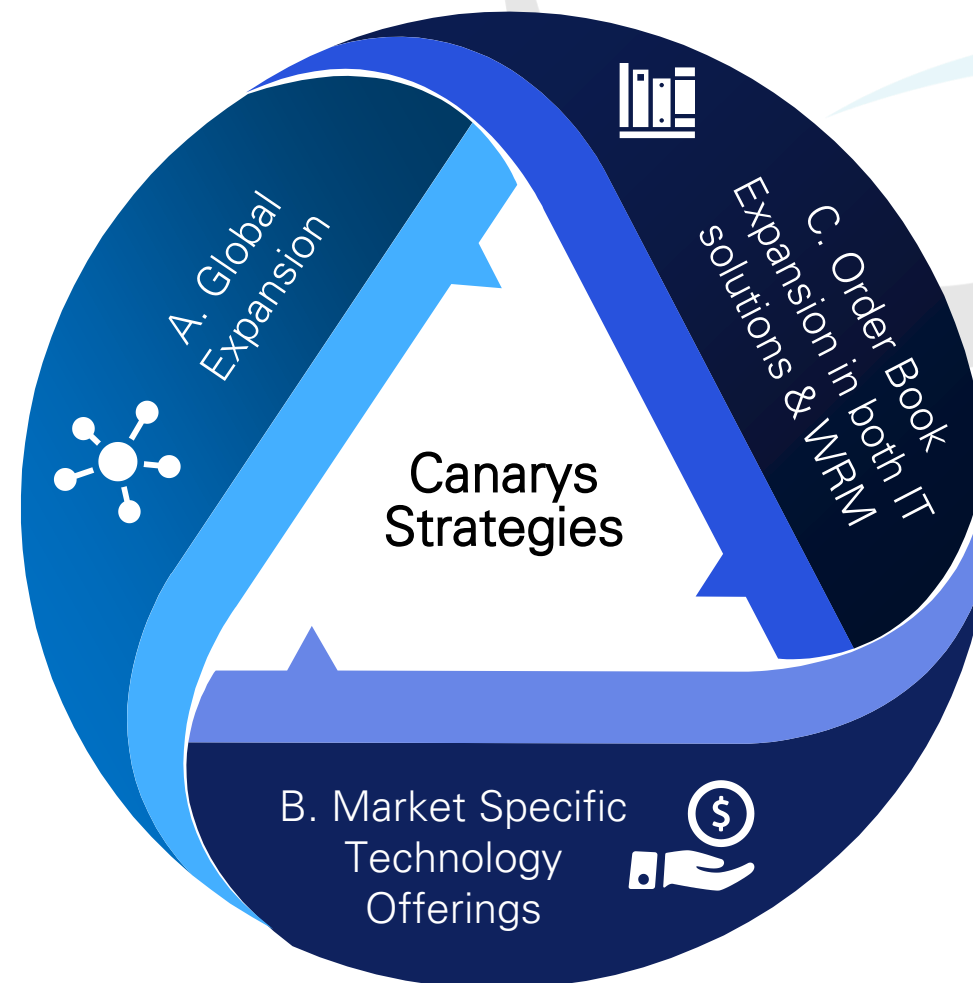 Canarys
Strategies
A. Global
Expansion
B. Market Specific
Technology
Offerings
$
C. Order Book
Expansion in both IT
solutions & WRM